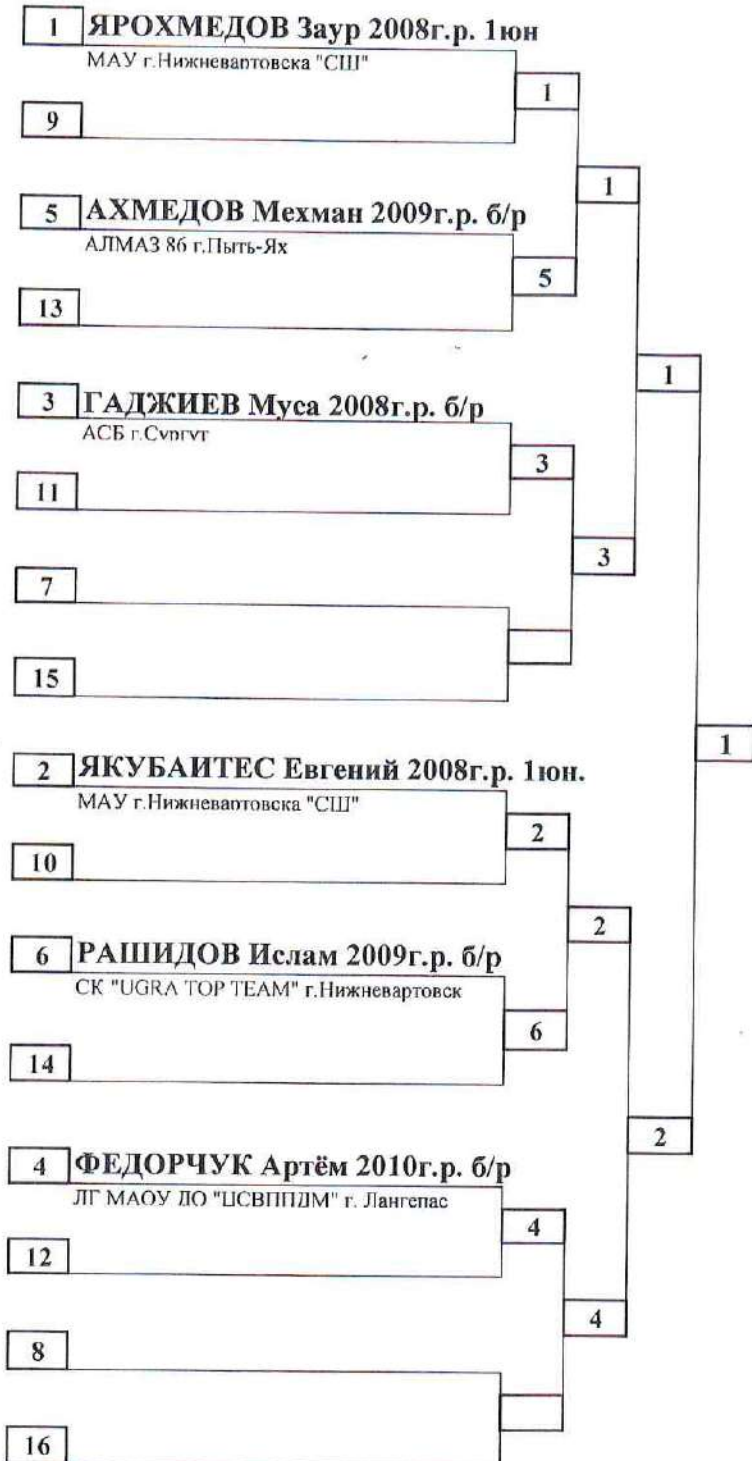 1 ЯРОХМЕДОВ Заур 2008г.р. 1юн
МАУ г.Нижневартовска "СШ"
1
9
1
5 АХМЕДОВ Мехман 2009г.р. б/р
АЛМАЗ 86 г.Пыть-Ях
5
13
1
3 ГАДЖИЕВ Муса 2008г.р. б/р
АСБ г.Сургут
3
11
3
7
15
1
2 ЯКУБАИТЕС Евгений 2008г.р. 1юн.
МАУ г.Нижневартовска "СШ"
2
10
2
6 РАШИДОВ Ислам 2009г.р. б/р
СК "UGRA TOP TEAM" г.Нижневартовск
6
14
2
4 ФЕДОРЧУК Артём 2010г.р. б/р
ЛГ МАОУ ДО "ЦСВППДМ" г. Лангепас
4
12
4
8
16